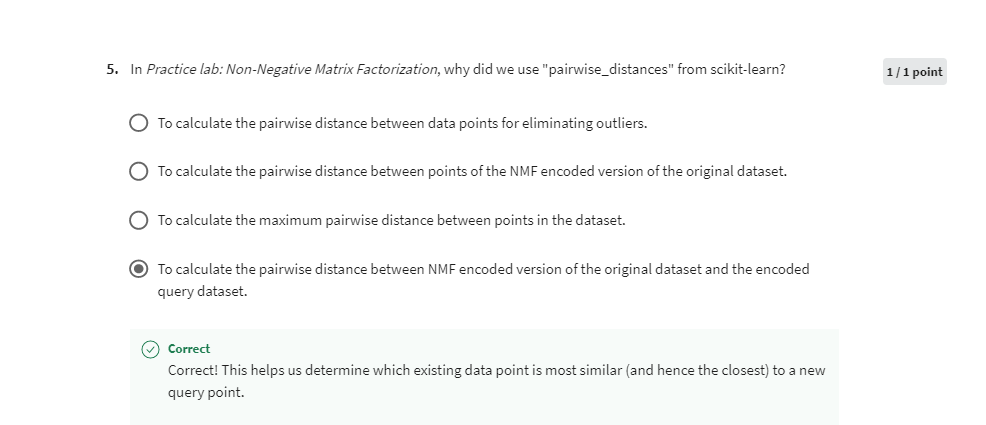 5. In Practice lab: Non-Negative Matrix Factorization, why did we use "pairwise_distances" from scikit-learn?
1 / 1 point
To calculate the pairwise distance between data points for eliminating outliers.
To calculate the pairwise distance between points of the NMF encoded version of the original dataset.
To calculate the maximum pairwise distance between points in the dataset.
To calculate the pairwise distance between NMF encoded version of the original dataset and the encoded
query dataset.
Correct
Correct! This helps us determine which existing data point is most similar (and hence the closest) to a new
query point.